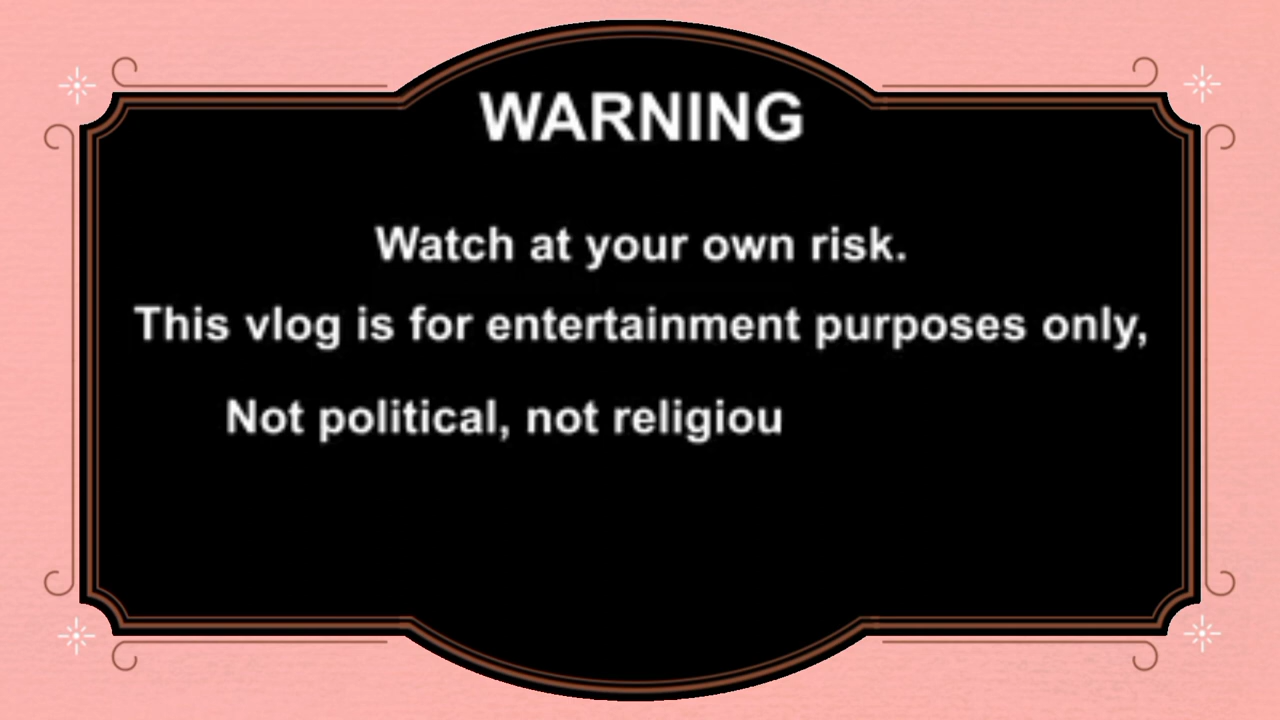 WARNING
Watch at your own risk.
This vlog is for entertainment purposes only,
Not political, not religiou